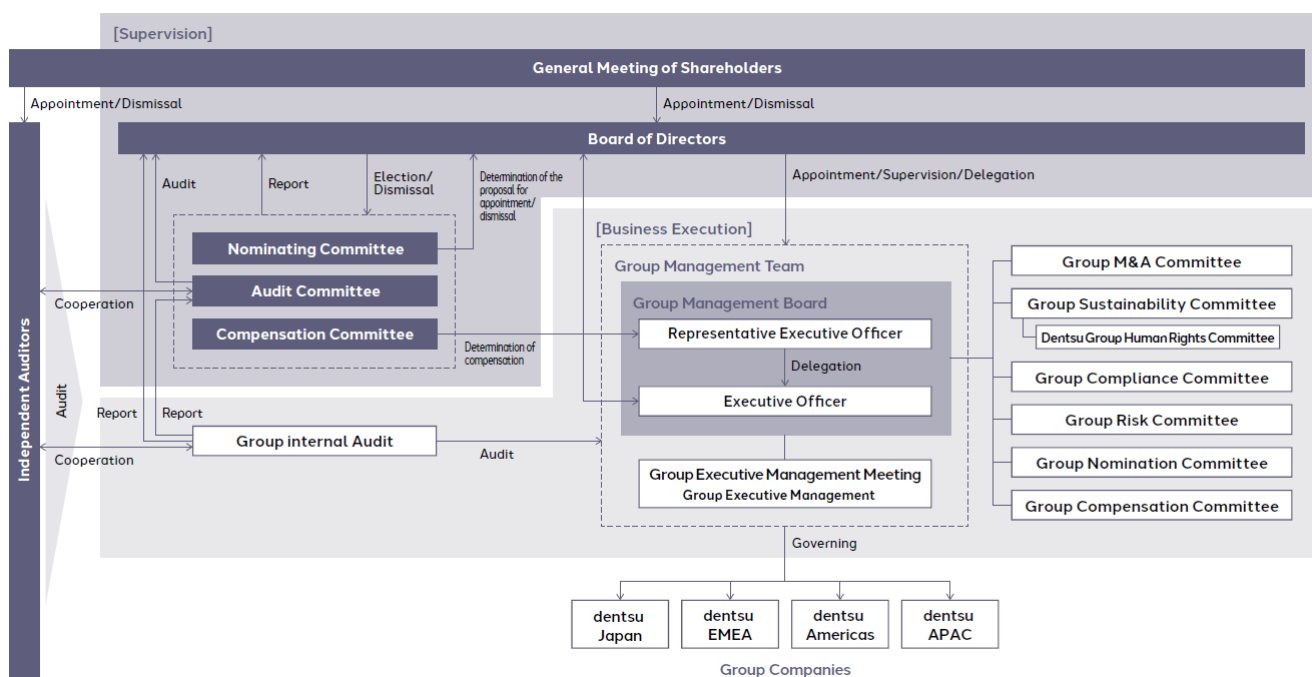 [Supervision]
General Meeting of Shareholders
Appointment/Dismissal
Appointment/Dismissal
Board of Directors
Audit
Report
Election/
Dismissal
Determination of the
proposal for
appointment/
dismissal
Appointment/Supervision/Delegation
[Business Execution]
Nominating Committee
Audit Committee
Compensation Committee
Cooperation
Determination of
compensation
Group Management Team
Group Management Board
Representative Executive Officer
Delegation
Executive Officer
Group M&A Committee
Group Sustainability Committee
Dentsu Group Human Rights Committee
Group Compliance Committee
Group Risk Committee
Group Nomination Committee
Group Compensation Committee
Independent Auditors
Audit
Report
Report
Group internal Audit
Audit
Cooperation
Group Executive Management Meeting
Group Executive Management
Governing
dentsu
Japan
dentsu
EMEA
dentsu
Americas
dentsu
APAC
Group Companies